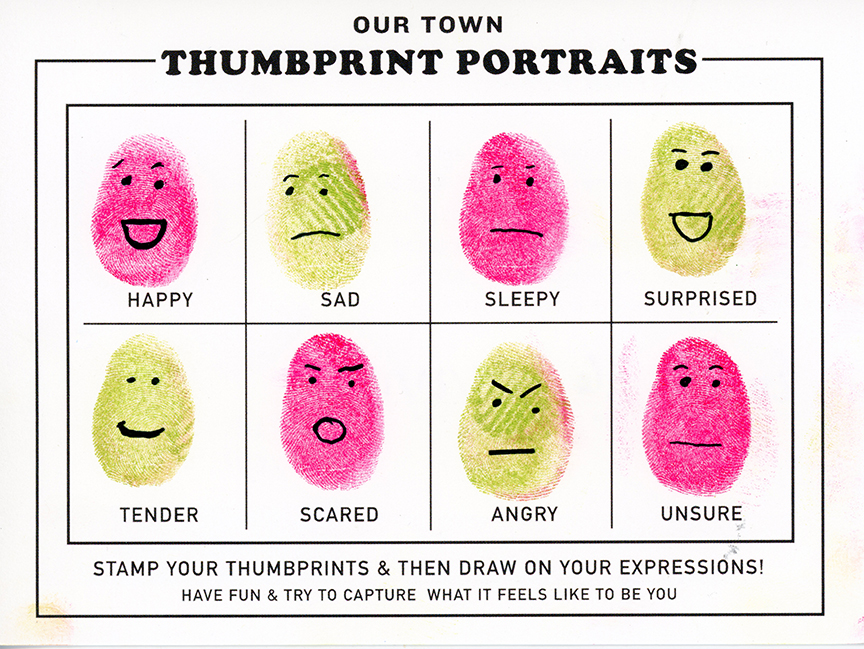 OUR TOWN
THUMBPRINT PORTRAITS
HAPPY
SAD
SLEEPY
SURPRISED
TENDER
SCARED
ANGRY
UNSURE
STAMP YOUR THUMBPRINTS & THEN DRAW ON YOUR EXPRESSIONS!
HAVE FUN & TRY TO CAPTURE WHAT IT FEELS LIKE TO BE YOU